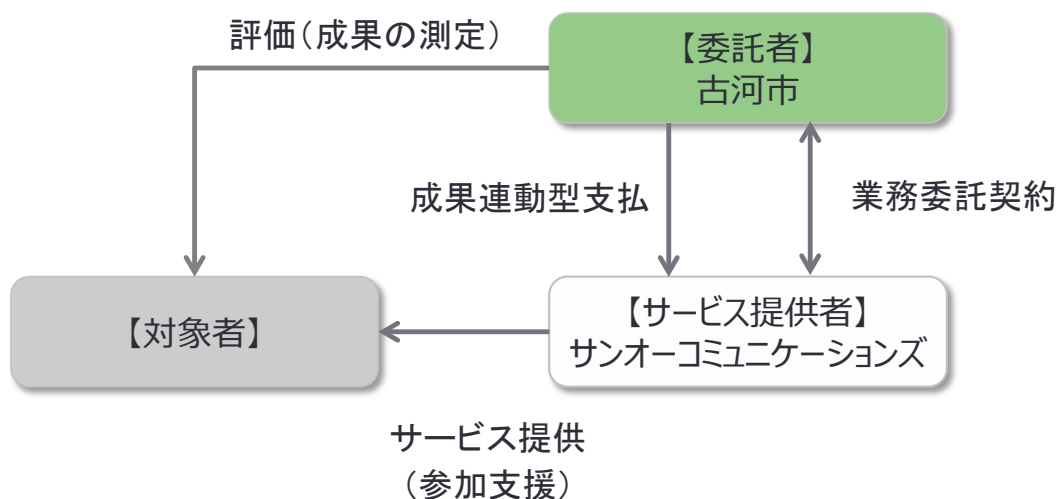 評価（成果の測定）
【委託者】
古河市
成果連動型支払
業務委託契約
【対象者】
【サービス提供者】
サンオーコミュニケーションズ
サービス提供
（参加支援）